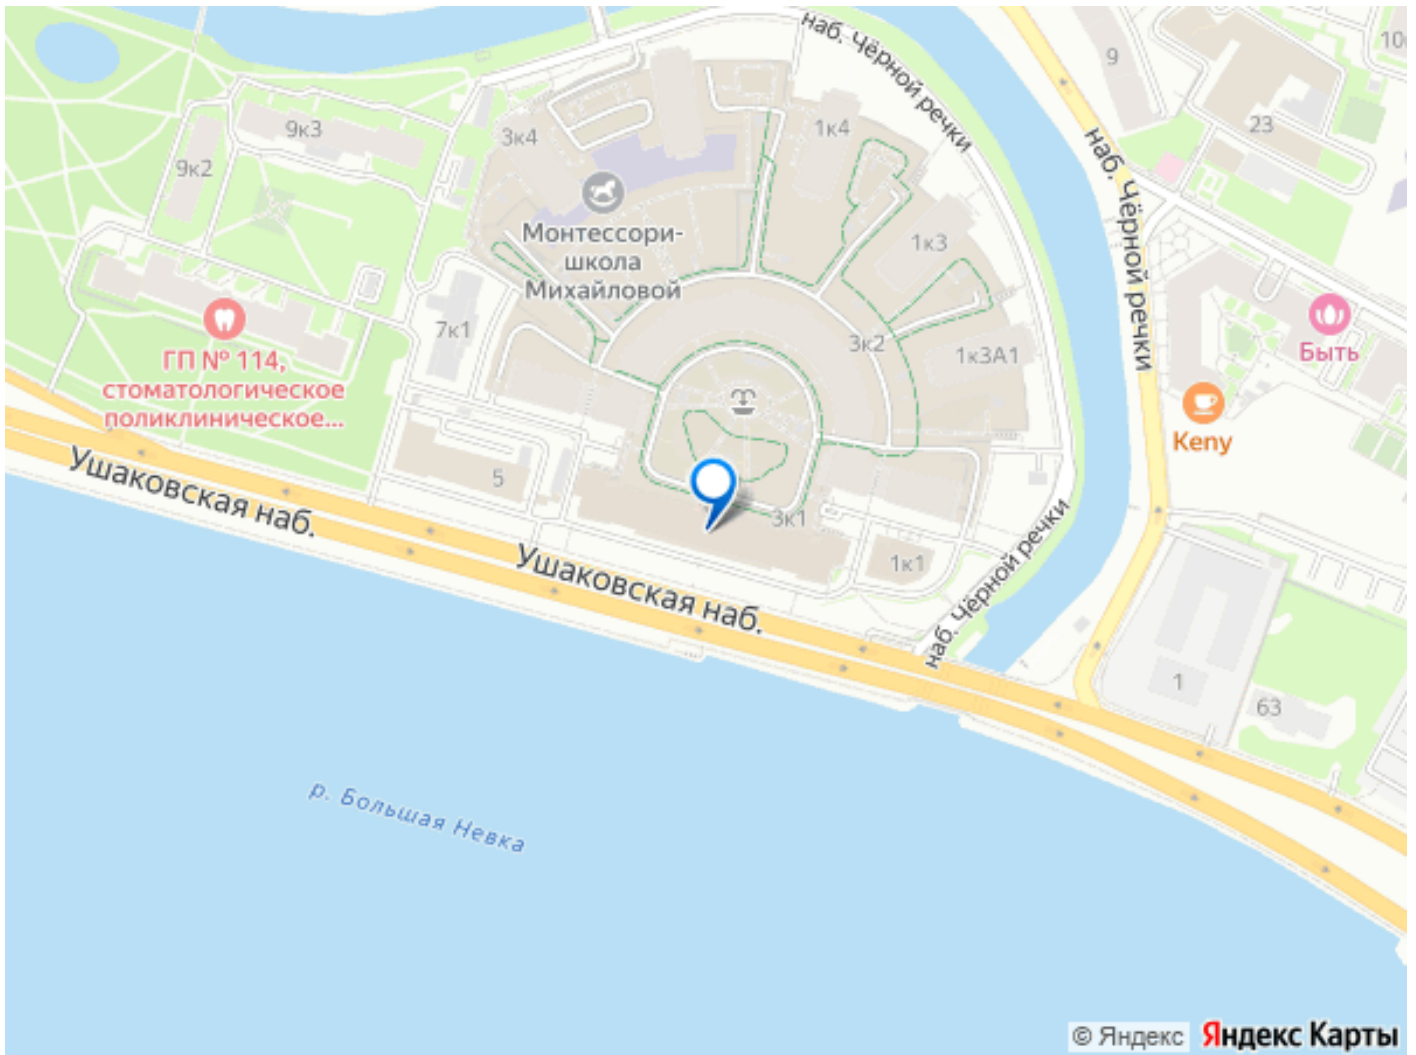 наб. Чёрной речки
9
10
23
1к4
9к3
3к4
9к2
наб. Чёрной речки
Монтессори-
школа
Михайловой
1к3
7к1
3к2
1к3А1
Быть
ГП № 114,
стоматологическое
поликлиническое...
Keny
Ушаковская наб.
5
3к1
1к1
наб. Чёрной речки
Ушаковская наб.
1
63
р. Большая Невка
© Яндекс Яндекс Карты